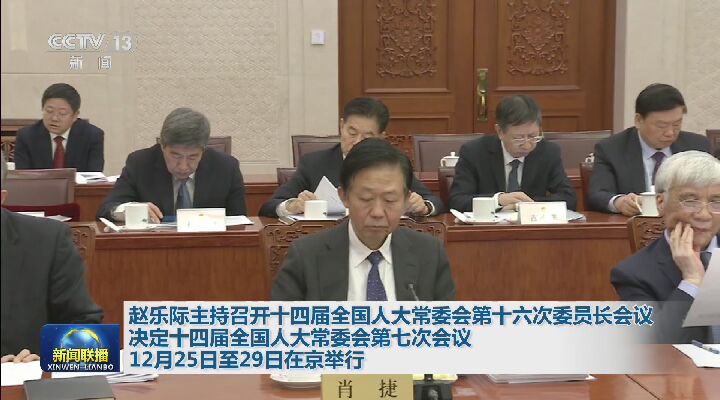 CCTV 13
新闻
赵乐际主持召开十四届全国人大常委会第十六次委员长会议
决定十四届全国人大常委会第七次会议
12月25日至29日在京举行
新闻联播
XINWEN-LIANBO
肖捷